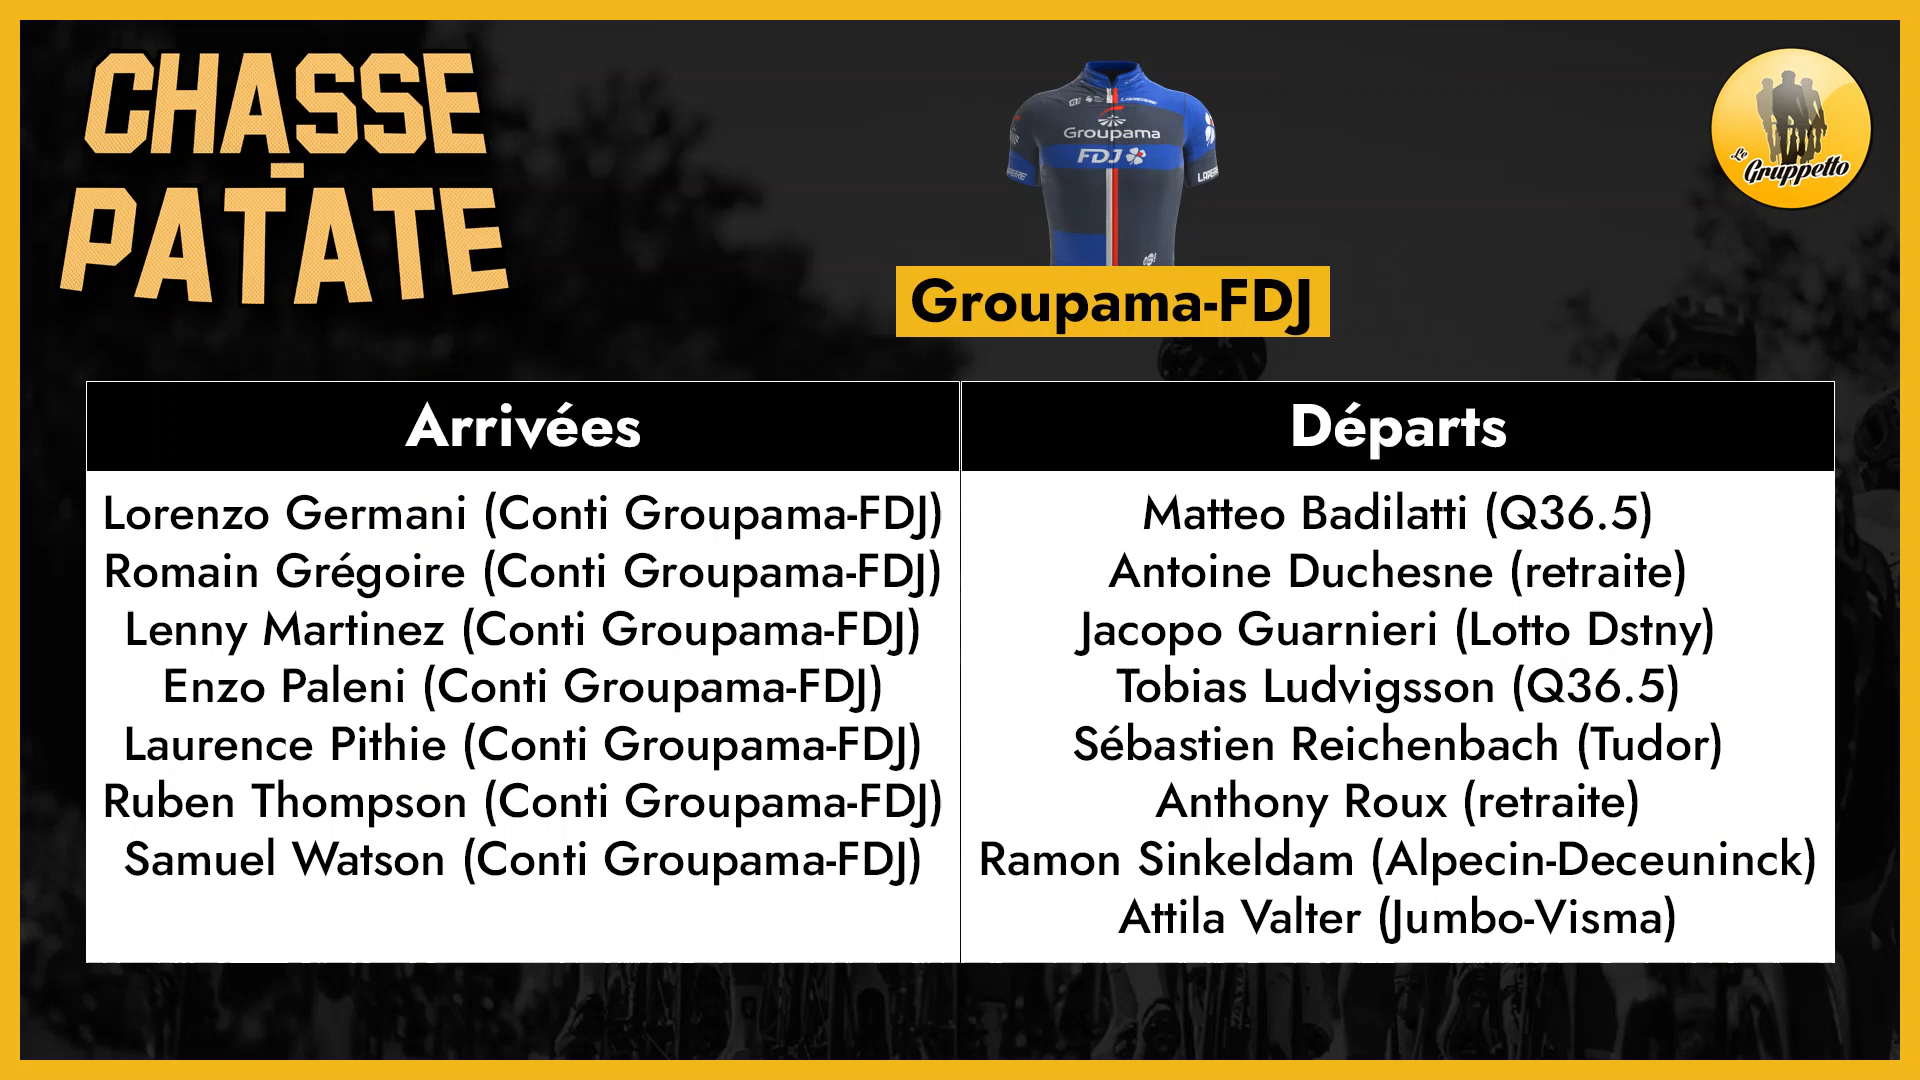 CHASSE
-
PATATE
Groupama
FDJ
LAPIERRE
Le
Gruppetto
Groupama-FDJ
Arrivées
Départs
Lorenzo Germani (Conti Groupama-FDJ)
Romain Grégoire (Conti Groupama-FDJ)
Lenny Martinez (Conti Groupama-FDJ)
Enzo Paleni (Conti Groupama-FDJ)
Laurence Pithie (Conti Groupama-FDJ)
Ruben Thompson (Conti Groupama-FDJ)
Samuel Watson (Conti Groupama-FDJ)
Matteo Badilatti (Q36.5)
Antoine Duchesne (retraite)
Jacopo Guarnieri (Lotto Dstny)
Tobias Ludvigsson (Q36.5)
Sébastien Reichenbach (Tudor)
Anthony Roux (retraite)
Ramon Sinkeldam (Alpecin-Deceuninck)
Attila Valter (Jumbo-Visma)